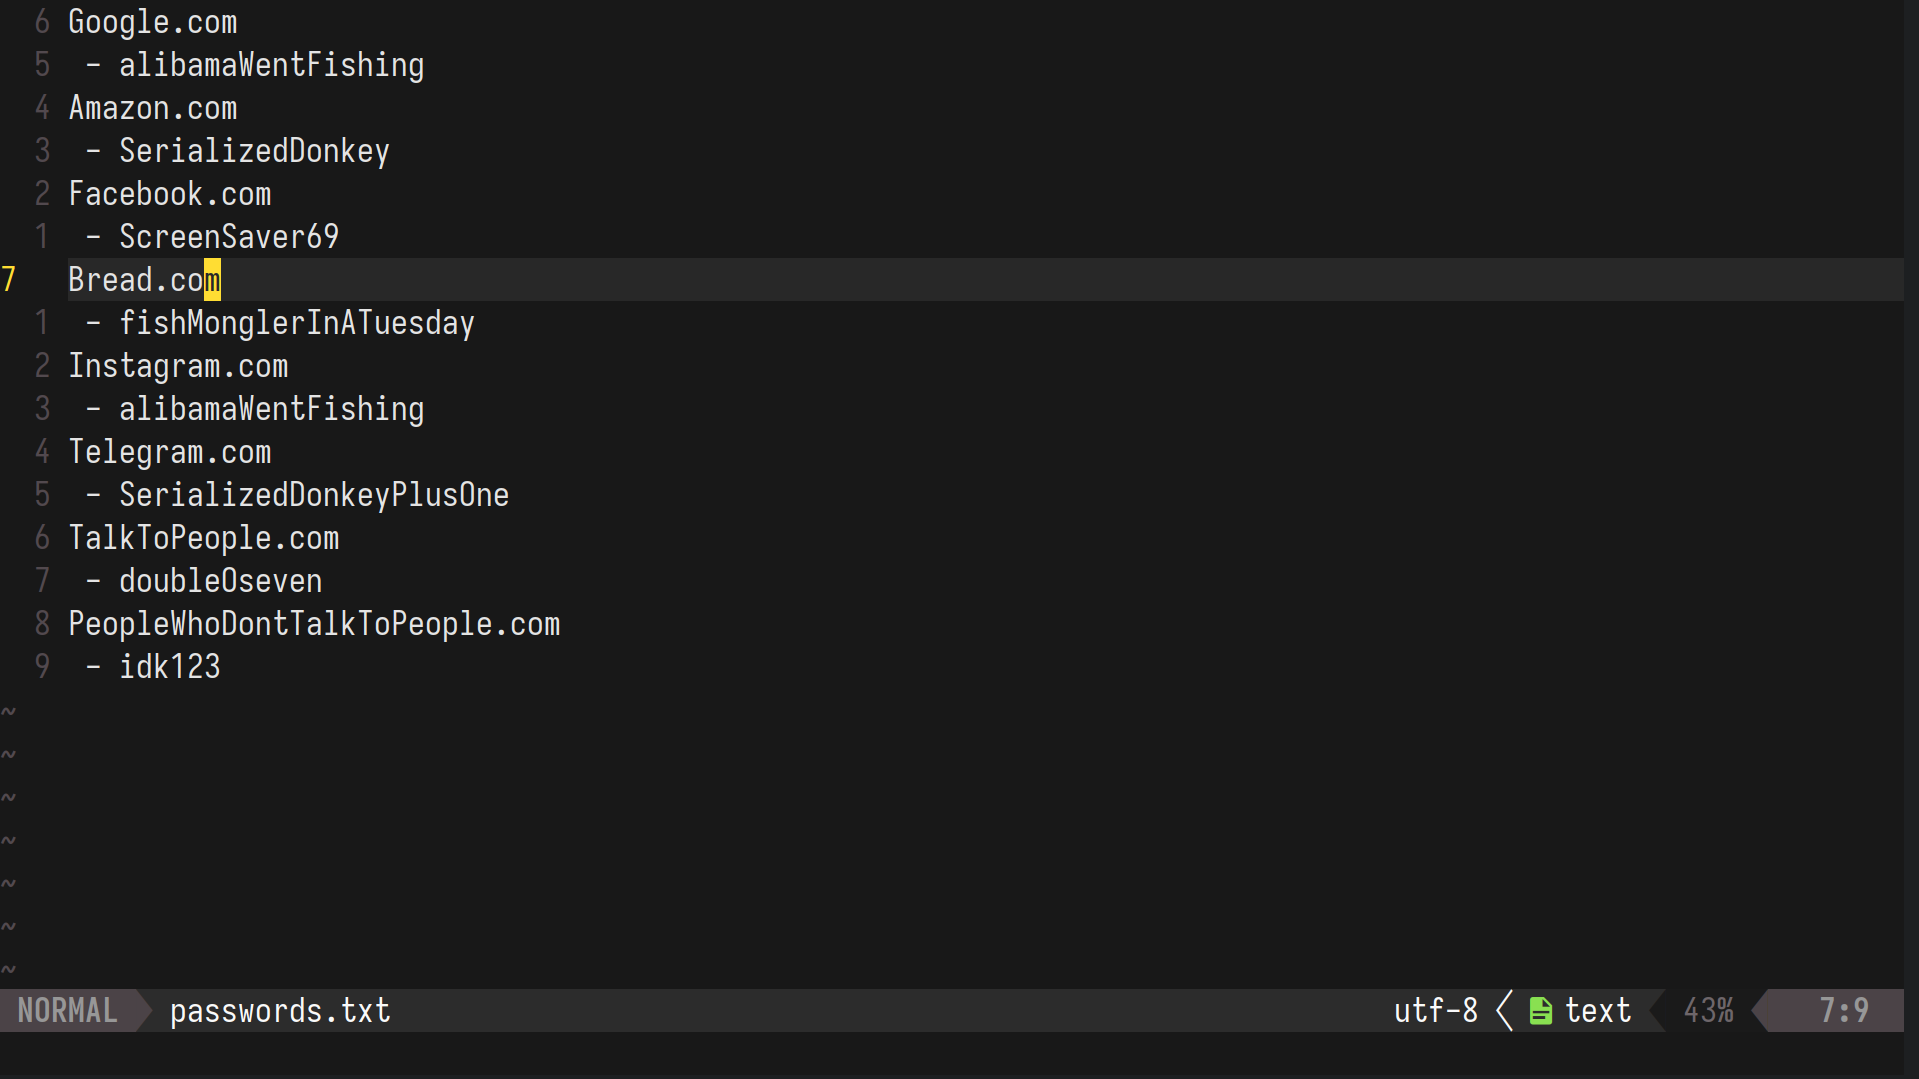 6 Google.com
5 - alibamaWentFishing
4 Amazon.com
3 - SerializedDonkey
2 Facebook.com
1 - ScreenSaver69
7 Bread.com
1 - fishMonglerInATuesday
2 Instagram.com
3 - alibamaWentFishing
4 Telegram.com
5 - SerializedDonkeyPlusOne
6 TalkToPeople.com
7 - doubleOseven
8 PeopleWhoDontTalkToPeople.com
9 - idk123
~
~
~
~
~
~
~
NORMAL passwords.txt utf-8 text 43% 7:9